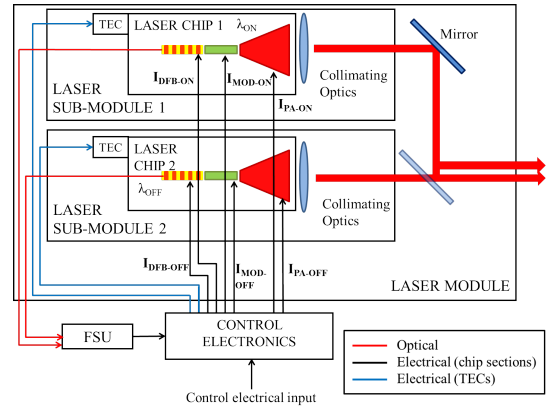 TEC
LASER CHIP 1 λON
Mirror
IDFB-ON
IMOD-ON
IPA-ON
LASER
SUB-MODULE 1
Collimating
Optics
TEC
LASER
CHIP 2
λOFF
LASER
SUB-MODULE 2
Collimating
Optics
IDFB-OFF
IMOD-
OFF
IPA-OFF
LASER MODULE
FSU
CONTROL
ELECTRONICS
Control electrical input
Optical
Electrical (chip sections)
Electrical (TECs)